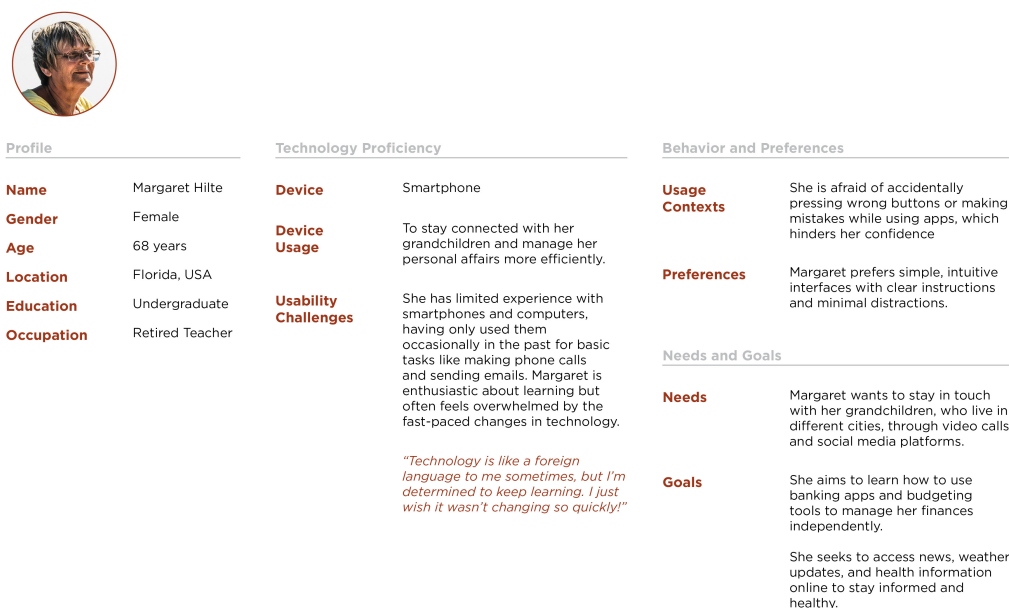 Profile
Name Margaret Hilte
Gender Female
Age 68 years
Location Florida, USA
Education Undergraduate
Occupation Retired Teacher
Technology Proficiency
Device Smartphone
Device
Usage
To stay connected with her
grandchildren and manage her
personal affairs more efficiently.
Usability
Challenges
She has limited experience with
smartphones and computers,
having only used them
occasionally in the past for basic
tasks like making phone calls
and sending emails. Margaret is
enthusiastic about learning but
often feels overwhelmed by the
fast-paced changes in technology.
“Technology is like a foreign
language to me sometimes, but I’m
determined to keep learning. I just
wish it wasn’t changing so quickly!”
Behavior and Preferences
Usage
Contexts
She is afraid of accidentally
pressing wrong buttons or making
mistakes while using apps, which
hinders her confidence
Preferences
Margaret prefers simple, intuitive
interfaces with clear instructions
and minimal distractions.
Needs and Goals
Needs
Margaret wants to stay in touch
with her grandchildren, who live in
different cities, through video calls
and social media platforms.
Goals
She aims to learn how to use
banking apps and budgeting
tools to manage her finances
independently.
She seeks to access news, weather
updates, and health information
online to stay informed and
healthy.